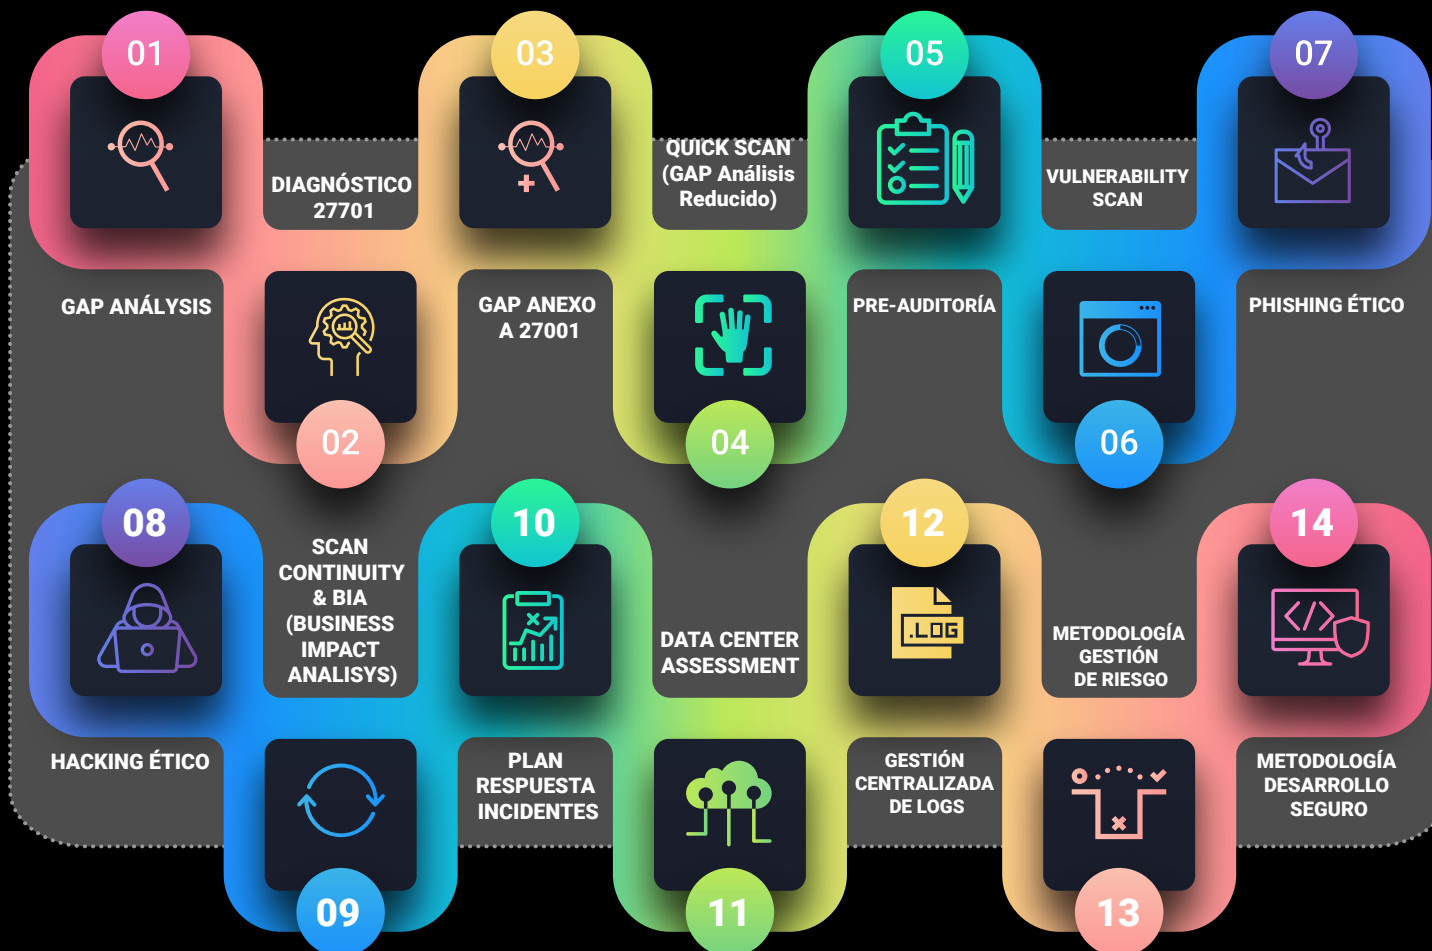 01
GAP ANÁLYSIS
DIAGNÓSTICO
27701
02
03
GAP ANEXO
A 27001
QUICK SCAN
(GAP Análisis
Reducido)
04
05
PRE-AUDITORÍA
VULNERABILITY
SCAN
06
07
PHISHING ÉTICO
08
HACKING ÉTICO
SCAN
CONTINUITY
& BIA
(BUSINESS
IMPACT
ANALISYS)
09
10
PLAN
RESPUESTA
INCIDENTES
DATA CENTER
ASSESSMENT
11
12
.LOG
GESTIÓN
CENTRALIZADA
DE LOGS
METODOLOGÍA
GESTIÓN
DE RIESGO
13
14
METODOLOGÍA
DESARROLLO
SEGURO